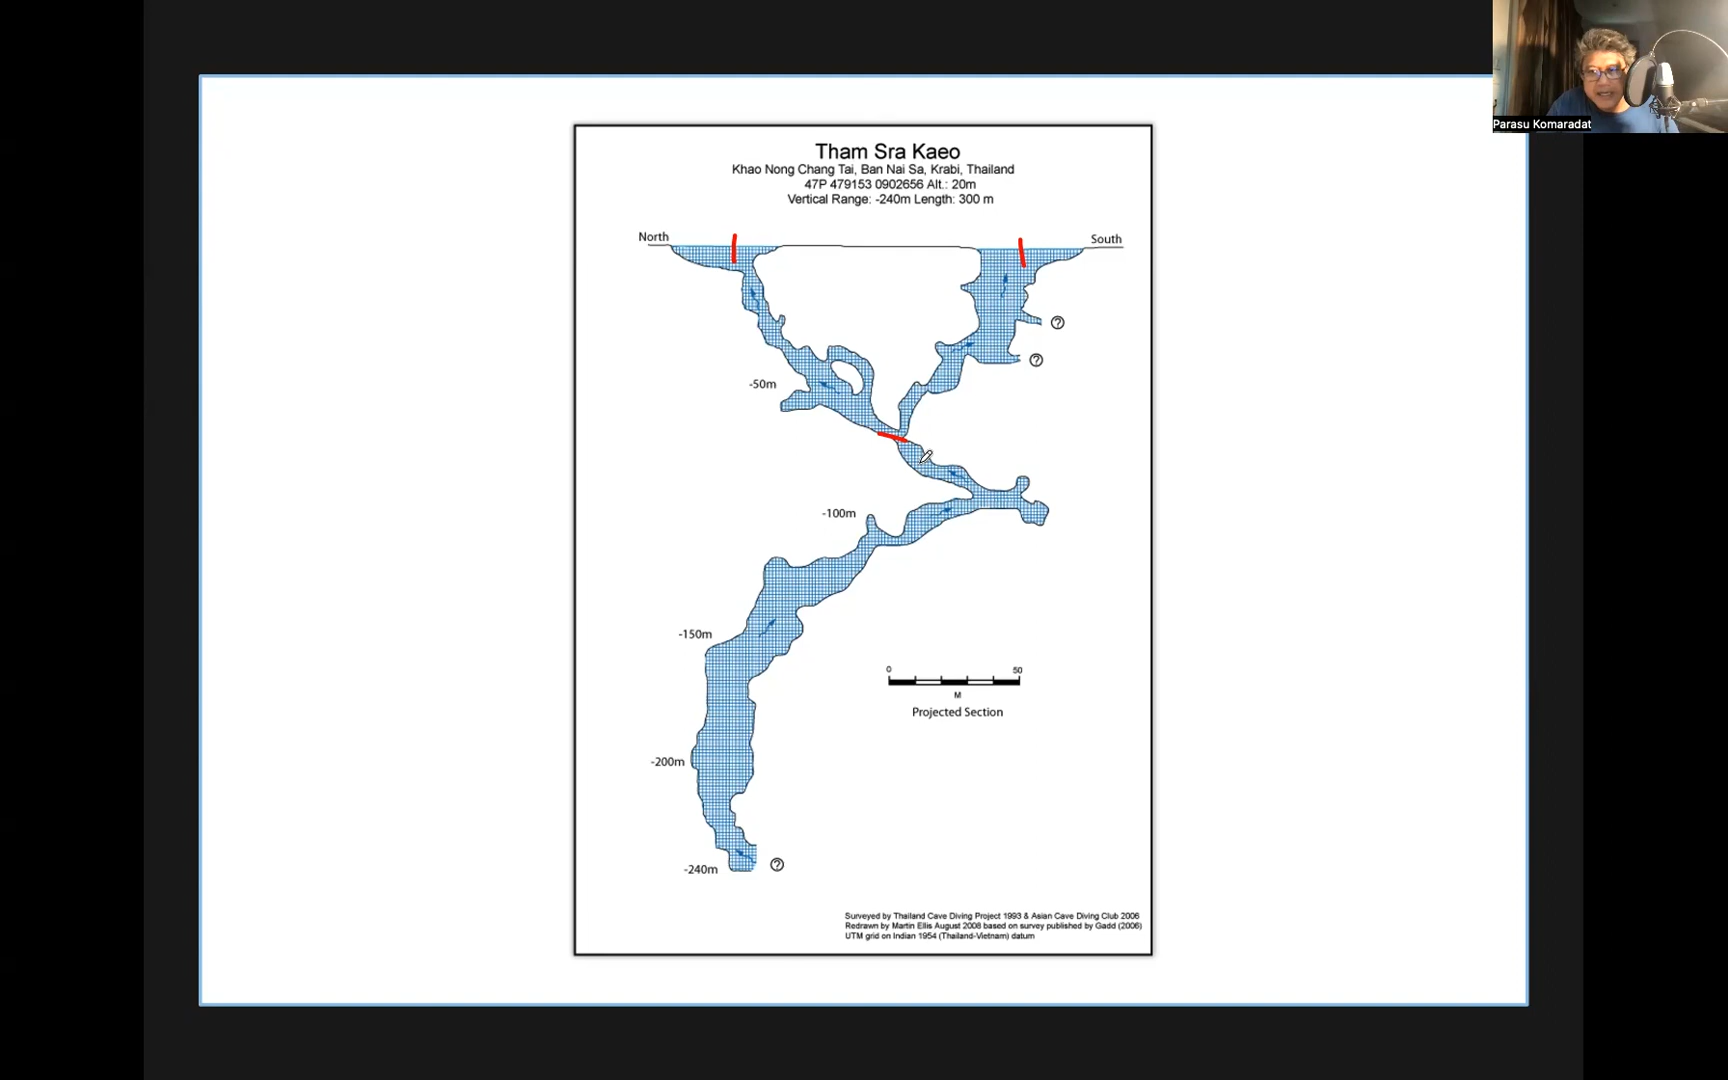 Parasu Komaradat
Tham Sra Kaeo
Khao Nong Chang Tai, Ban Nai Sa, Krabi, Thailand
47P 479153 0902656 Alt.: 20m
Vertical Range: -240m Length: 300 m
North
South
?
?
-50m
-100m
-150m
0 50
M
Projected Section
-200m
-240m
?
Surveyed by Thailand Cave Diving Project 1993 & Asian Cave Diving Club 2006
Redrawn by Martin Ellis August 2008 based on survey published by Gadd (2006)
UTM grid on Indian 1954 (Thailand-Vietnam) datum